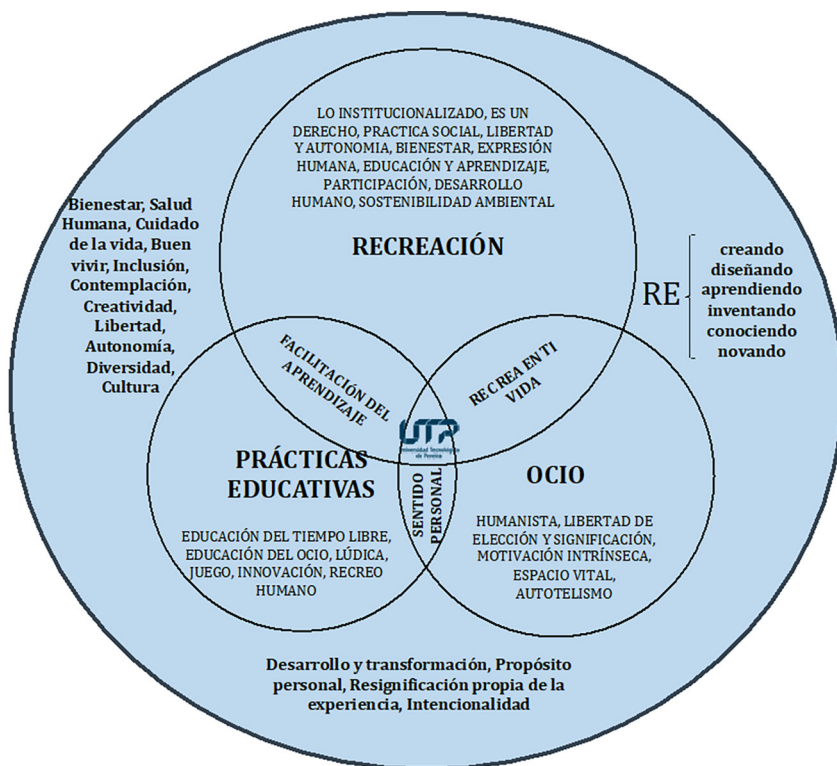 LO INSTITUCIONALIZADO, ES UN
DERECHO, PRACTICA SOCIAL, LIBERTAD
Y AUTONOMIA, BIENESTAR, EXPRESIÓN
HUMANA, EDUCACIÓN Y APRENDIZAJE,
PARTICIPACIÓN, DESARROLLO
HUMANO, SOSTENIBILIDAD AMBIENTAL
RECREACIÓN
Bienestar, Salud
Humana, Cuidado
de la vida, Buen
vivir, Inclusión,
Contemplación,
Creatividad,
Libertad,
Autonomía,
Diversidad,
Cultura
RE
creando
diseñando
aprendiendo
inventando
conociendo
novando
FACILITACIÓN DEL
APRENDIZAJE
RECREA EN TI
VIDA
UTP
Universidad Tecnológica
de Pereira
PRÁCTICAS
EDUCATIVAS
EDUCACIÓN DEL TIEMPO LIBRE,
EDUCACIÓN DEL OCIO, LÚDICA,
JUEGO, INNOVACIÓN, RECREO
HUMANO
SENTIDO
PERSONAL
OCIO
HUMANISTA, LIBERTAD DE
ELECCIÓN Y SIGNIFICACIÓN,
MOTIVACIÓN INTRÍNSECA,
ESPACIO VITAL,
AUTOTELISMO
Desarrollo y transformación, Propósito
personal, Resignificación propia de la
experiencia, Intencionalidad